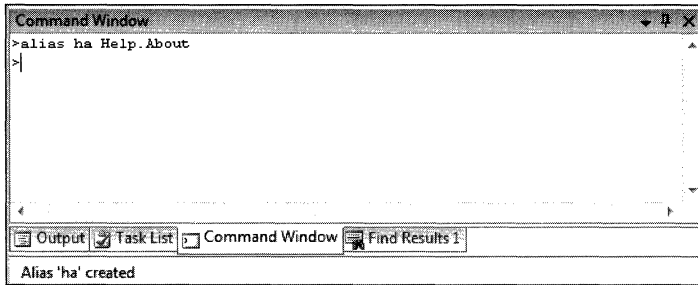 Command Window
>alias ha Help.About
>
Output Task List Command Window Find Results 1
Alias 'ha' created